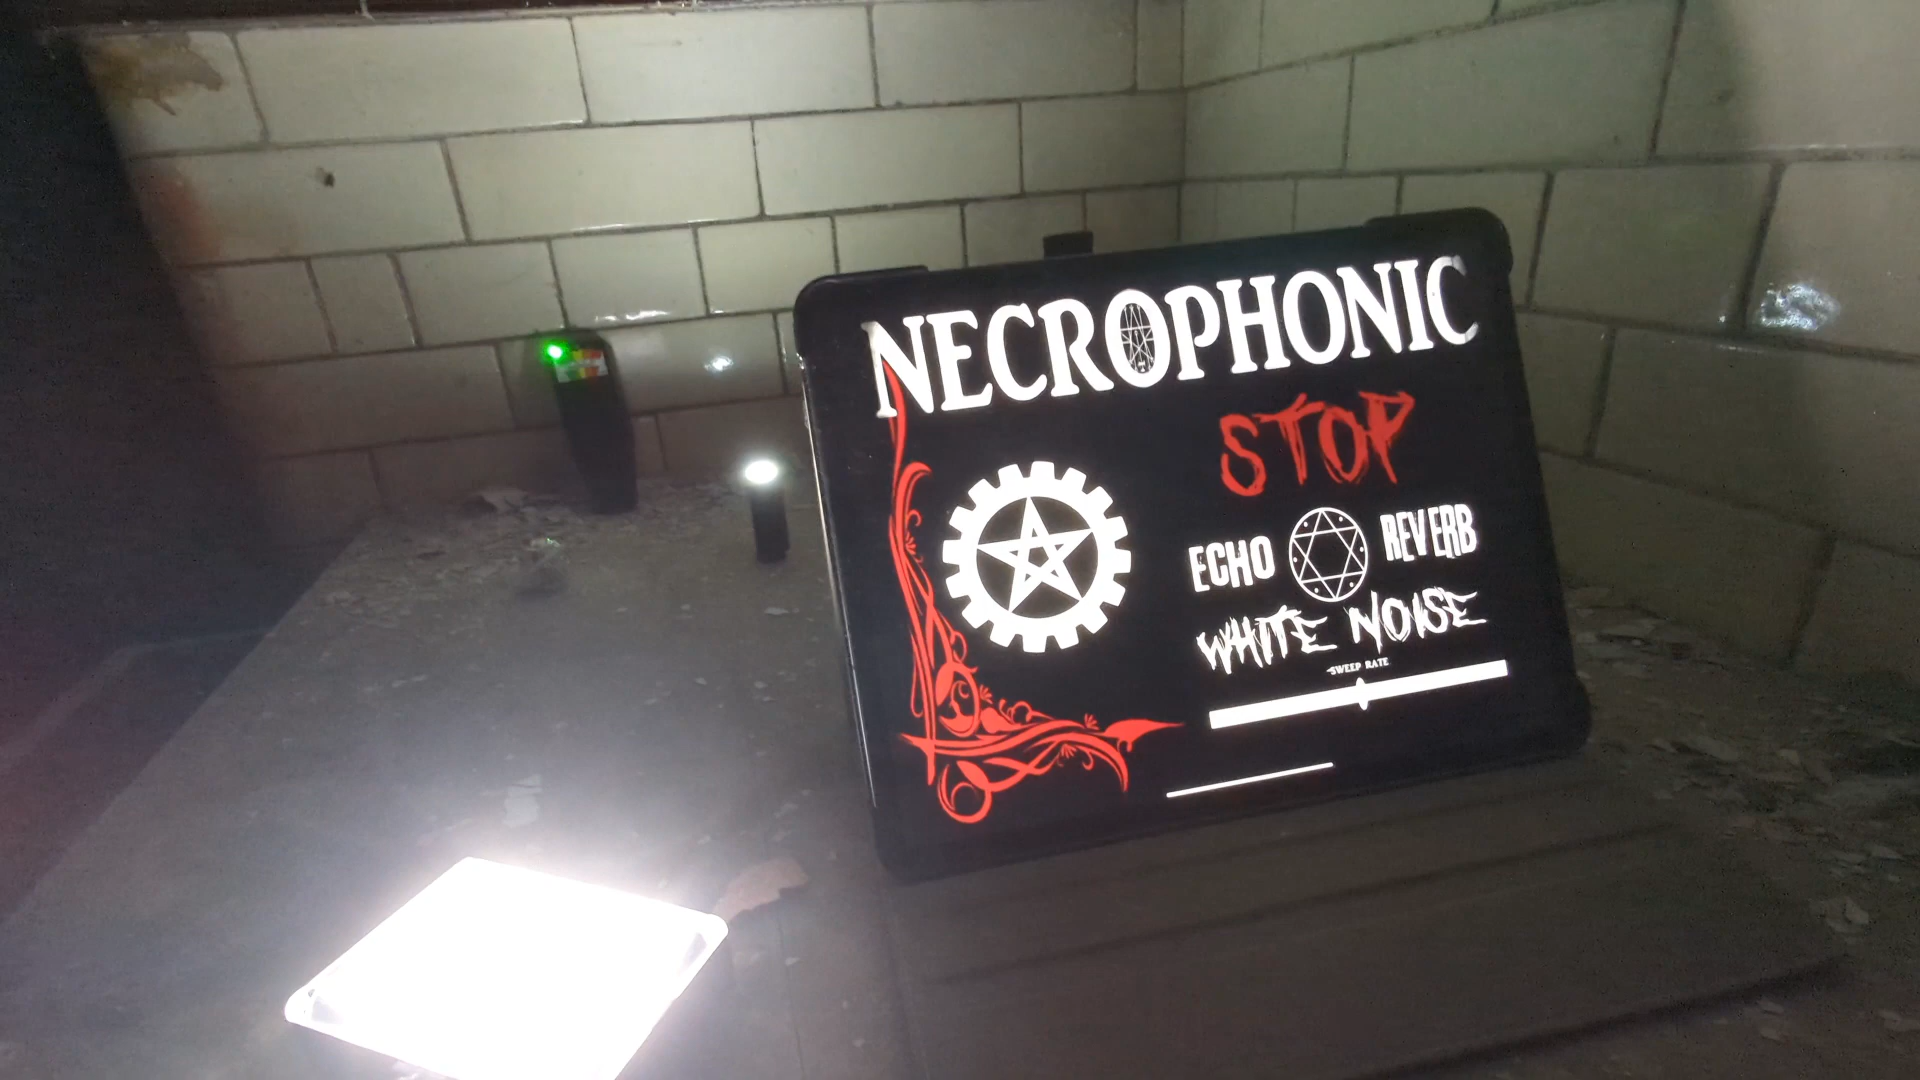 NECROPHONIC
STOP
ECHO REVERB
WHITE NOISE
SWEEP RATE